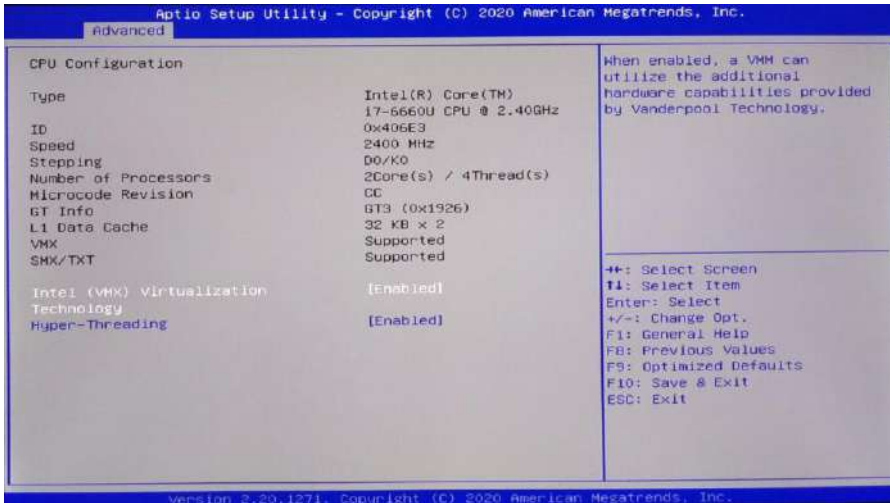 Aptio Setup Utility - Copyright (C) 2020 American Megatrends, Inc.
Advanced
CPU Configuration
Type Intel(R) Core(TM)
i7-6660U CPU @ 2.40GHz
ID 0x406E3
Speed 2400 MHz
Stepping D0/K0
Number of Processors 2Core(s) / 4Thread(s)
Microcode Revision CC
GT Info GT3 (0x1926)
L1 Data Cache 32 KB x 2
VMX Supported
SMX/TXT Supported
Intel (VMX) Virtualization [Enabled]
Technology
Hyper-Threading [Enabled]
When enabled, a VMM can
utilize the additional
hardware capabilities provided
by Vanderpool Technology.
→←: Select Screen
↑↓: Select Item
Enter: Select
+/-: Change Opt.
F1: General Help
F8: Previous Values
F9: Optimized Defaults
F10: Save & Exit
ESC: Exit
Version 2.20.1271. Copyright (C) 2020 American Megatrends, Inc.